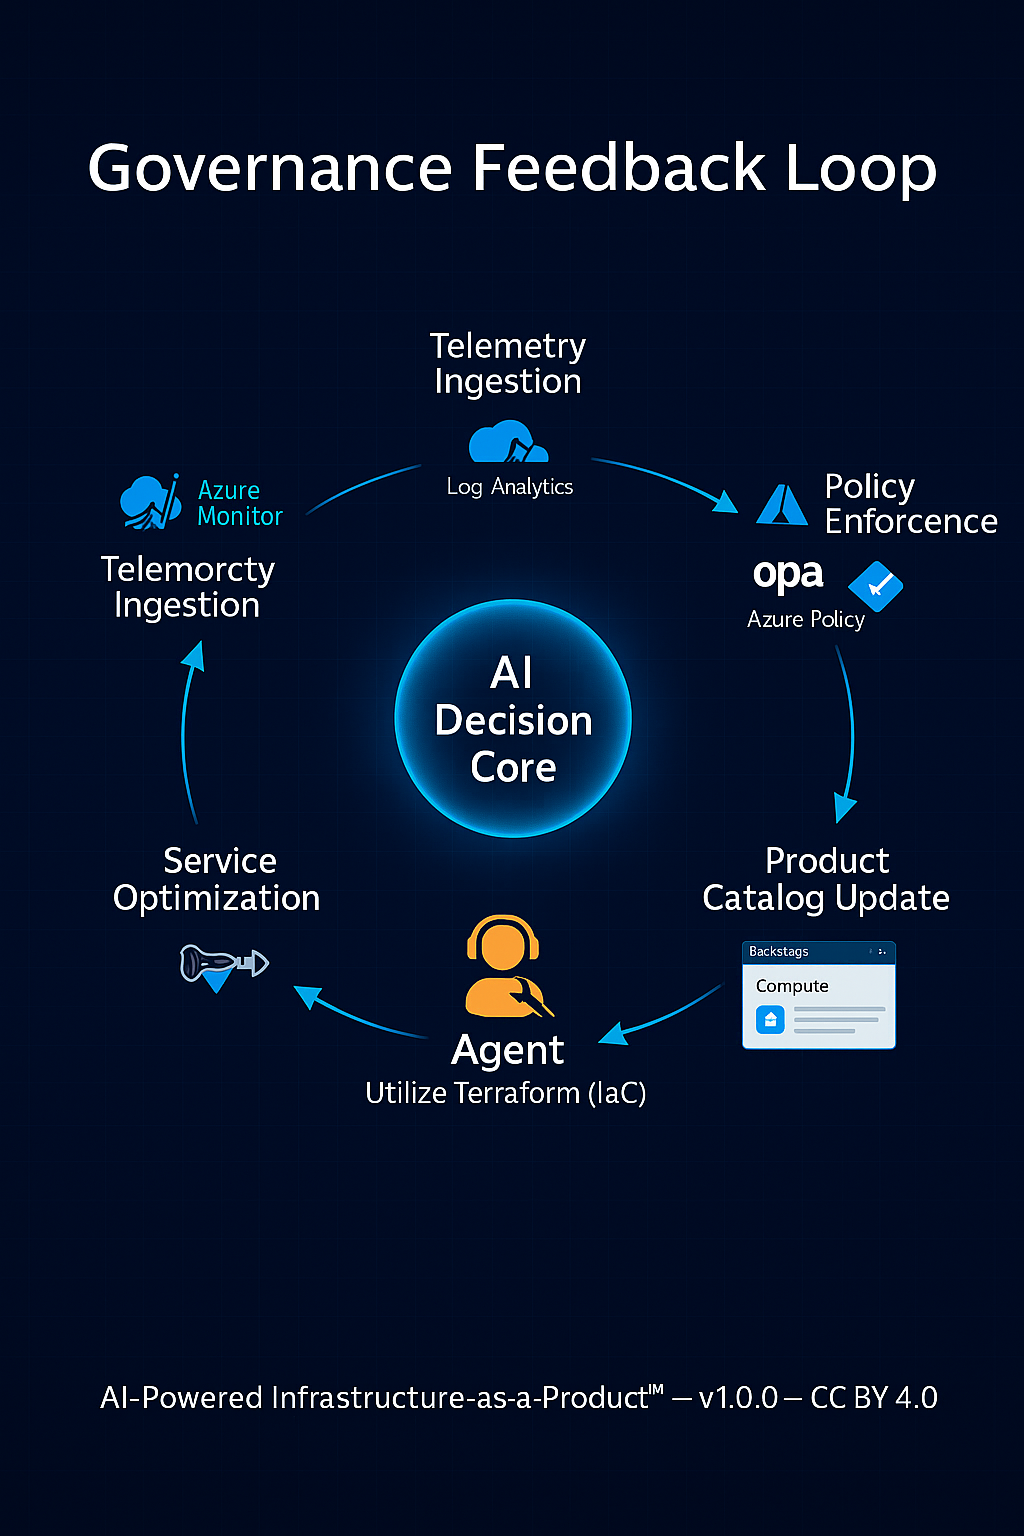 Governance Feedback Loop
Telemetry
Ingestion
Log Analytics
Azure
Monitor
Telemorcty
Ingestion
Policy
Enforcence
opa
Azure Policy
AI
Decision
Core
Service
Optimization
Product
Catalog Update
Backstags
Compute
Agent
Utilize Terraform (IaC)
AI-Powered Infrastructure-as-a-Product™ — v1.0.0 — CC BY 4.0